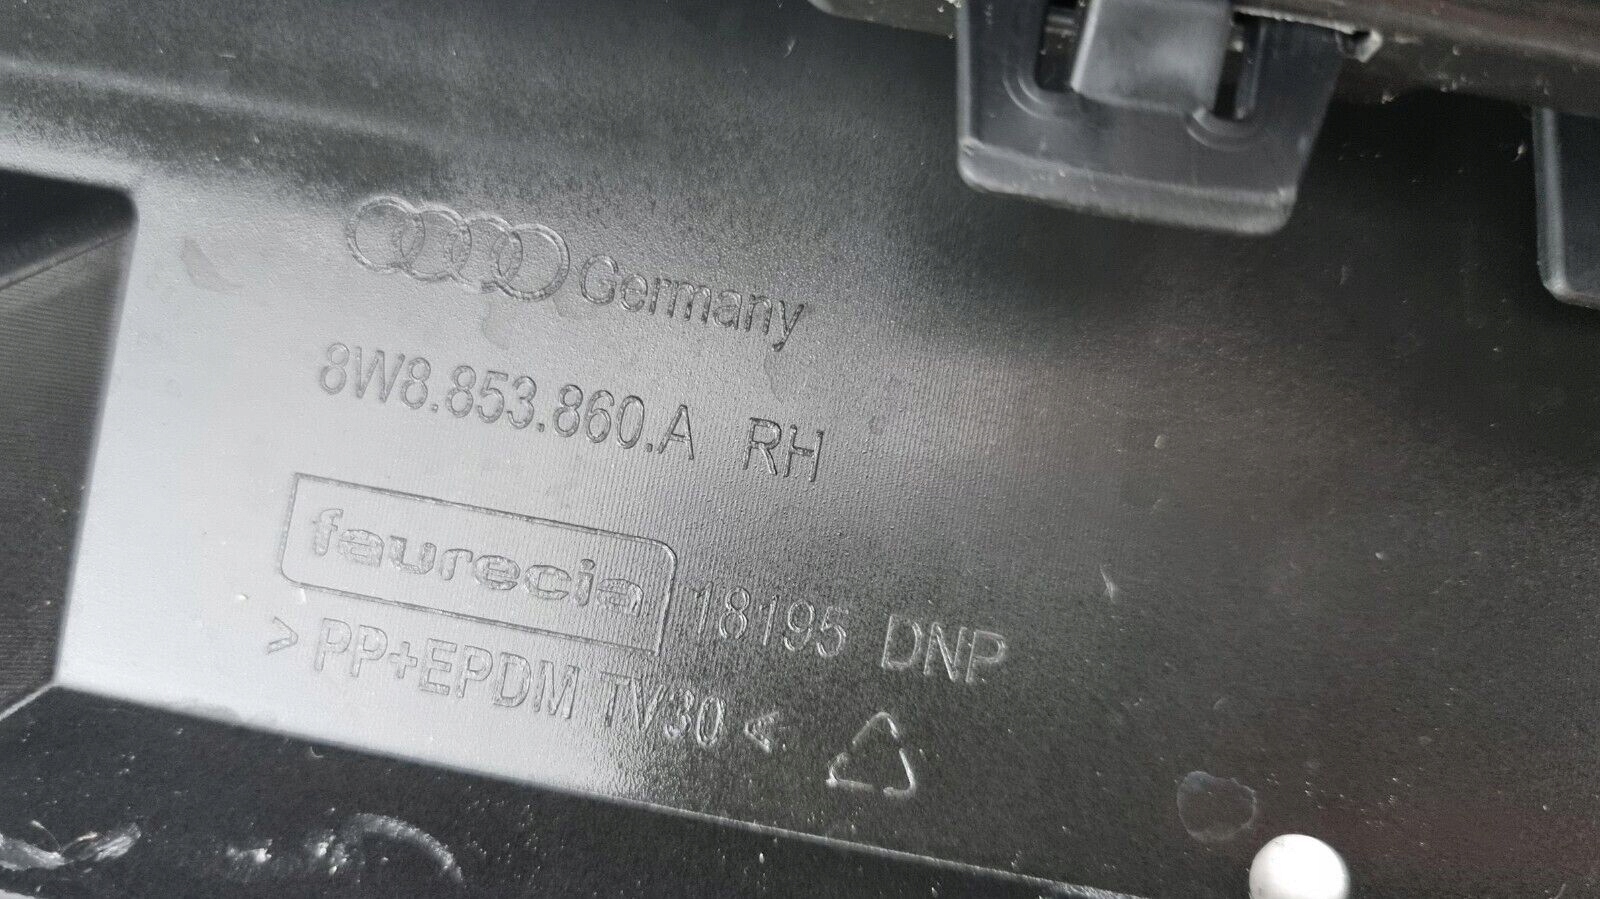 Germany
8W8.853.860.A RH
faurecia 18195 DNP
> PP+EPDM TV30 <